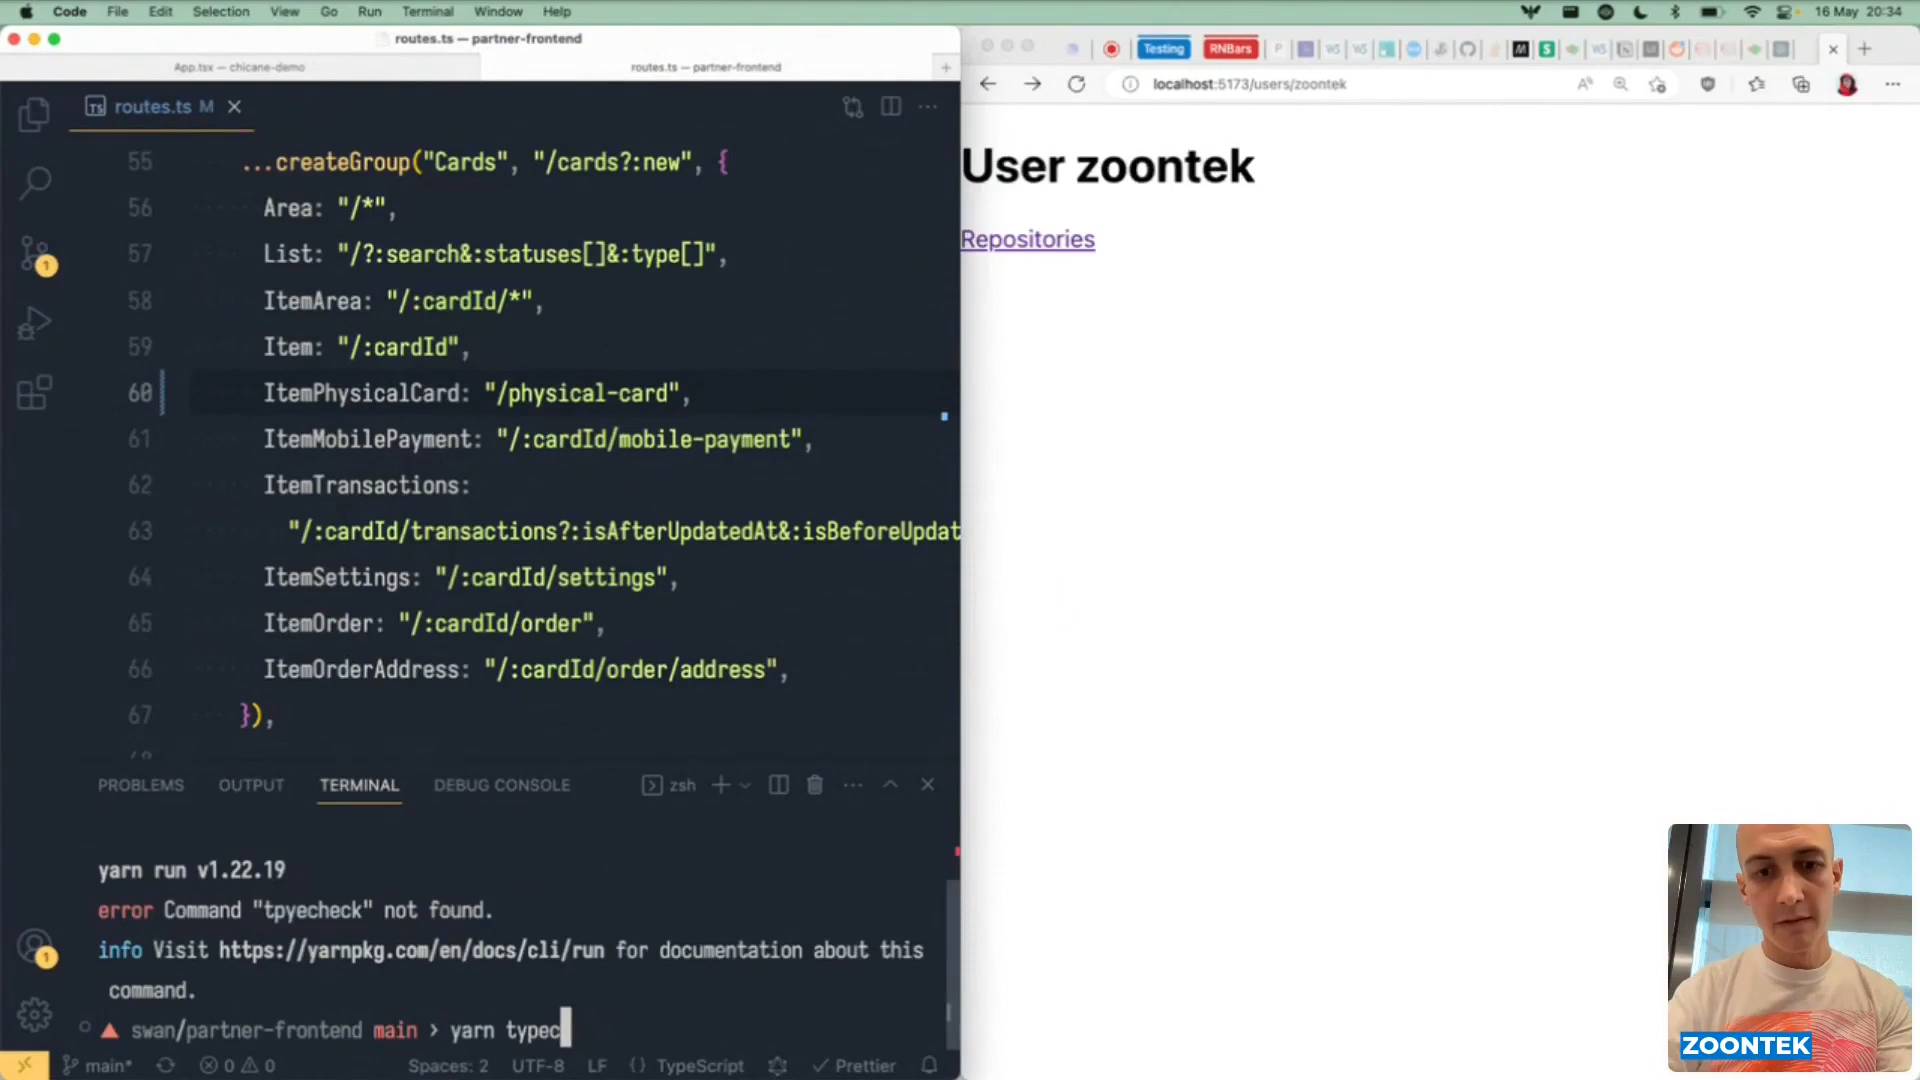 Code File Edit Selection View Go Run Terminal Window Help
16 May 20:34
routes.ts — partner-frontend
App.tsx — chicane-demo
routes.ts — partner-frontend
Testing
RNBars
localhost:5173/users/zoontek
TS routes.ts M
55 ...createGroup("Cards", "/cards?:new", {
56 Area: "/*",
57 List: "/?:search&:statuses[]&:type[]",
58 ItemArea: "/:cardId/*",
59 Item: "/:cardId",
60 ItemPhysicalCard: "/physical-card",
61 ItemMobilePayment: "/:cardId/mobile-payment",
62 ItemTransactions:
63 "/:cardId/transactions?:isAfterUpdatedAt&:isBeforeUpdat
64 ItemSettings: "/:cardId/settings",
65 ItemOrder: "/:cardId/order",
66 ItemOrderAddress: "/:cardId/order/address",
67 }),
User zoontek
Repositories
PROBLEMS OUTPUT TERMINAL DEBUG CONSOLE
zsh
yarn run v1.22.19
error Command "tpyecheck" not found.
info Visit https://yarnpkg.com/en/docs/cli/run for documentation about this
command.
swan/partner-frontend main > yarn typec
1
1
main* 0 0 Spaces: 2 UTF-8 LF {} TypeScript Prettier
ZOONTEK